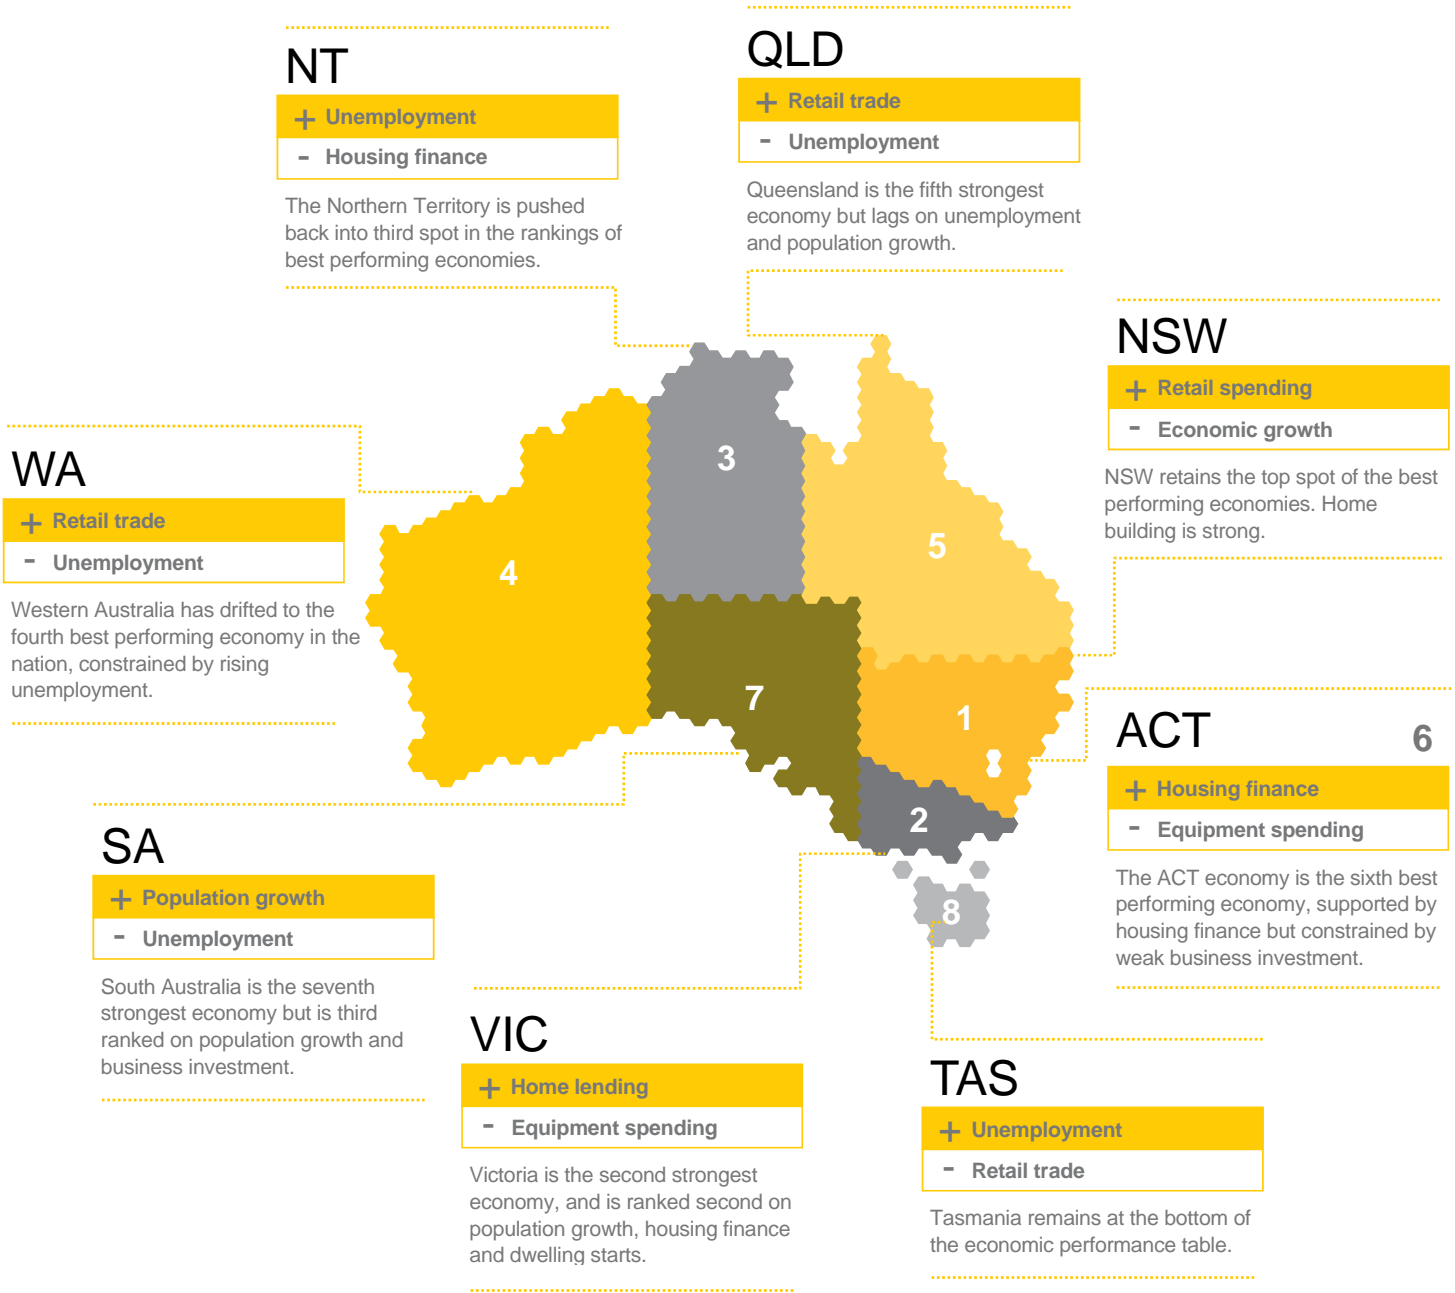 NT
+ Unemployment
- Housing finance
The Northern Territory is pushed
back into third spot in the rankings of
best performing economies.
QLD
+ Retail trade
- Unemployment
Queensland is the fifth strongest
economy but lags on unemployment
and population growth.
NSW
+ Retail spending
- Economic growth
NSW retains the top spot of the best
performing economies. Home
building is strong.
WA
+ Retail trade
- Unemployment
Western Australia has drifted to the
fourth best performing economy in the
nation, constrained by rising
unemployment.
3
5
4
7
1
2
8
ACT 6
+ Housing finance
- Equipment spending
The ACT economy is the sixth best
performing economy, supported by
housing finance but constrained by
weak business investment.
SA
+ Population growth
- Unemployment
South Australia is the seventh
strongest economy but is third
ranked on population growth and
business investment.
VIC
+ Home lending
- Equipment spending
Victoria is the second strongest
economy, and is ranked second on
population growth, housing finance
and dwelling starts.
TAS
+ Unemployment
- Retail trade
Tasmania remains at the bottom of
the economic performance table.